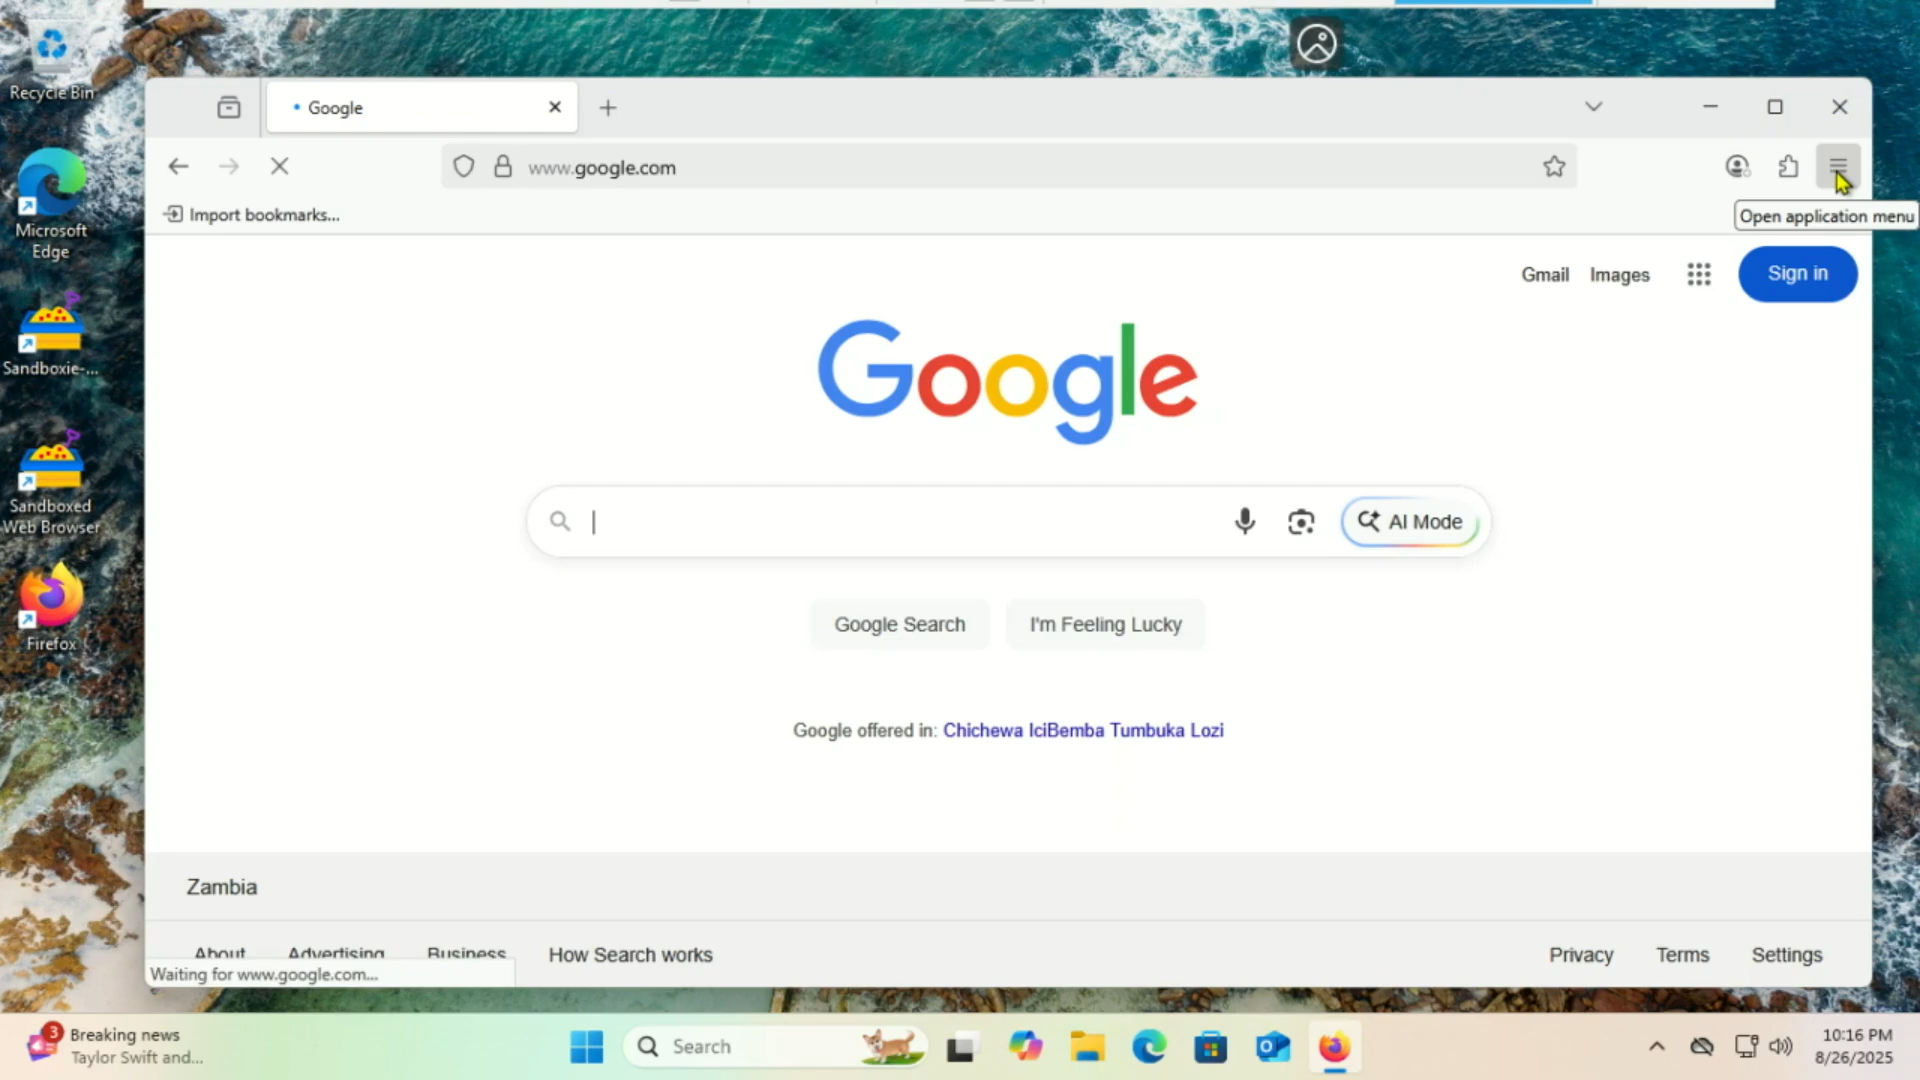 Recycle Bin
Microsoft
Edge
Sandboxie-...
Sandboxed
Web Browser
Firefox
Google
www.google.com
Import bookmarks...
Open application menu
Gmail
Images
Sign in
Google
AI Mode
Google Search
I'm Feeling Lucky
Google offered in: Chichewa IciBemba Tumbuka Lozi
Zambia
About
Advertising
Business
How Search works
Privacy
Terms
Settings
Waiting for www.google.com...
3
Breaking news
Taylor Swift and...
Search
10:16 PM
8/26/2025